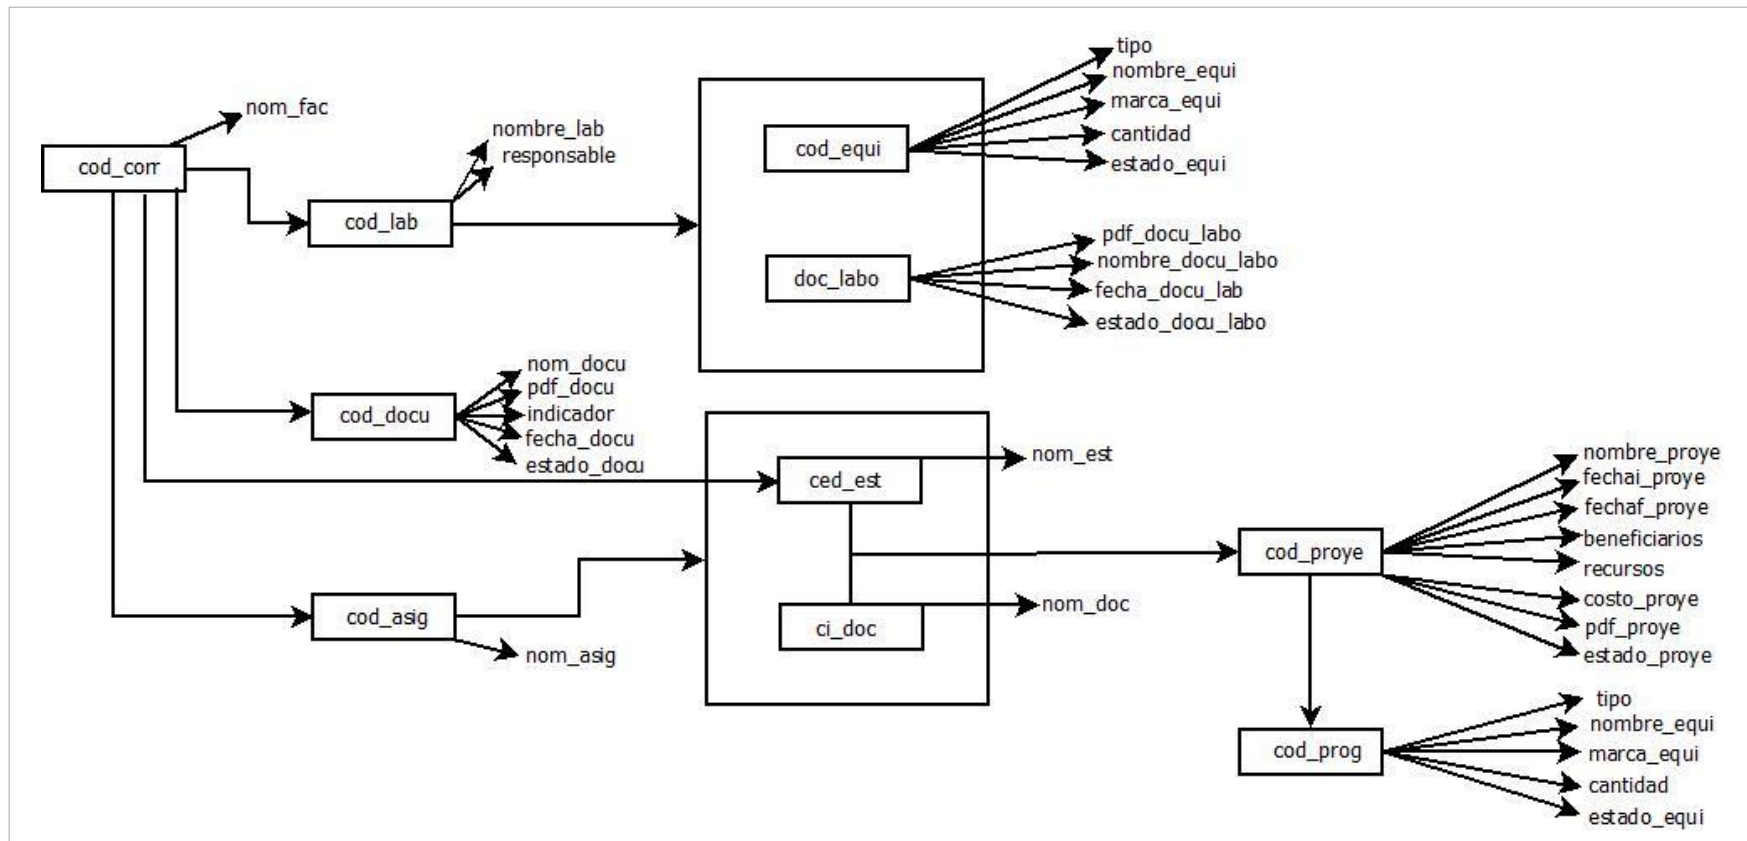 cod_corr
nom_fac
cod_lab
nombre_lab
responsable
cod_equi
tipo
nombre_equi
marca_equi
cantidad
estado_equi
doc_labo
pdf_docu_labo
nombre_docu_labo
fecha_docu_lab
estado_docu_labo
cod_docu
nom_docu
pdf_docu
indicador
fecha_docu
estado_docu
ced_est
nom_est
cod_asig
nom_asig
ci_doc
nom_doc
cod_proye
nombre_proye
fechai_proye
fechaf_proye
beneficiarios
recursos
costo_proye
pdf_proye
estado_proye
cod_prog
tipo
nombre_equi
marca_equi
cantidad
estado_equi